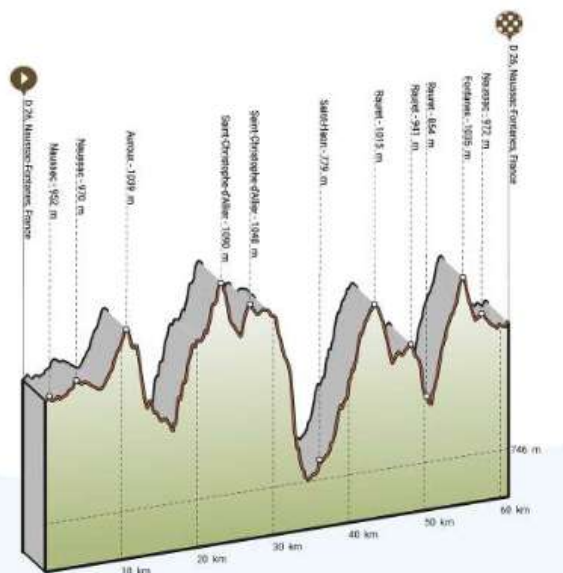 D 26, Naussac-Fontanes, France
Naussac - 952 m
Naussac - 970 m
Auroux - 1039 m
Saint-Christophe-d'Allier - 1090 m
Saint-Christophe-d'Allier - 1048 m
Saint-Haon - 779 m
Rauret - 1015 m
Rauret - 941 m
Rauret - 854 m
Fontanes - 1035 m
Naussac - 972 m
D 26, Naussac-Fontanes, France
746 m
10 km
20 km
30 km
40 km
50 km
60 km